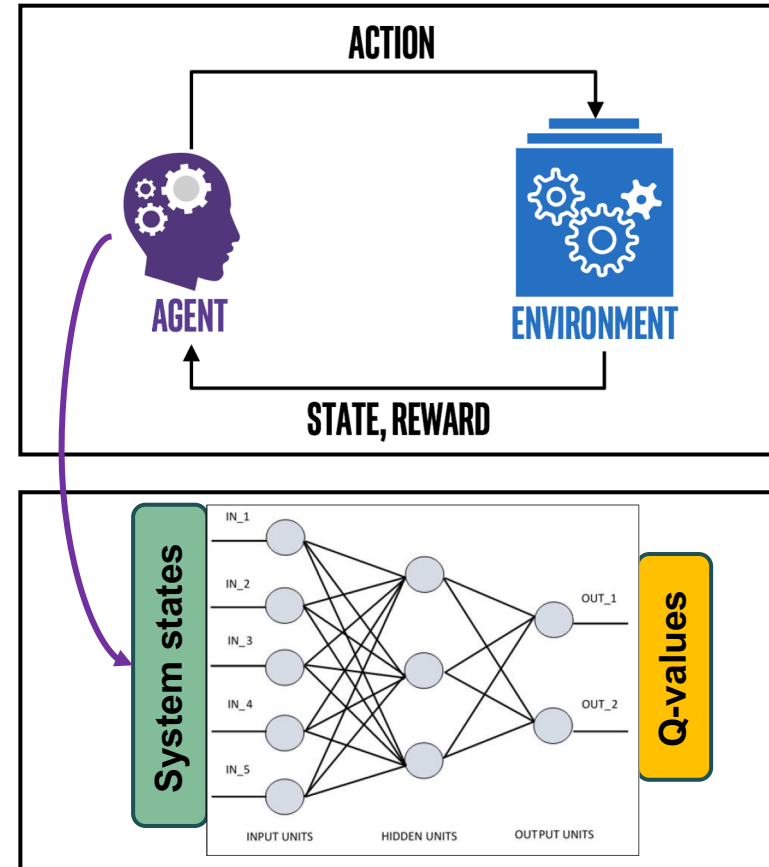 ACTION
AGENT
ENVIRONMENT
STATE, REWARD
System states
IN_1
IN_2
IN_3
IN_4
IN_5
OUT_1
OUT_2
Q-values
INPUT UNITS
HIDDEN UNITS
OUTPUT UNITS